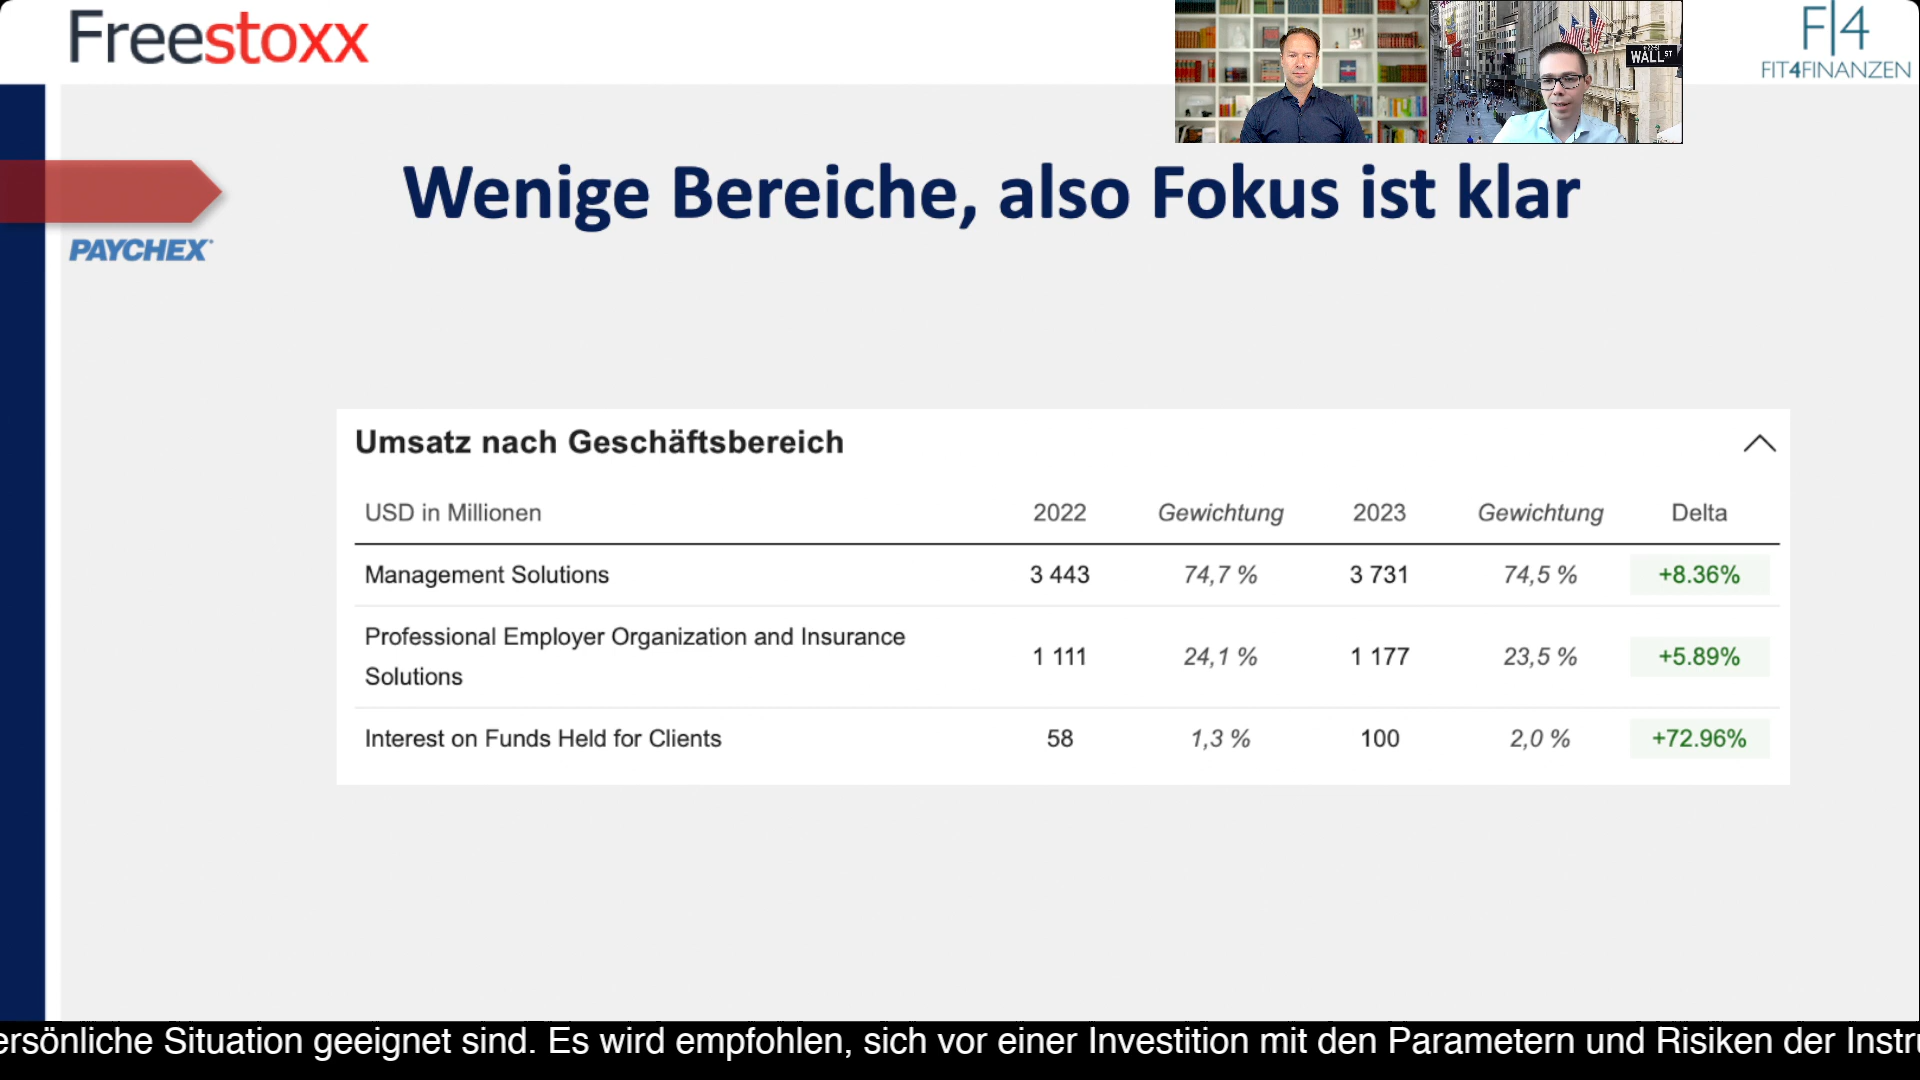 Freestoxx
WALL ST
F|4
FIT4FINANZEN
Wenige Bereiche, also Fokus ist klar
PAYCHEX
Umsatz nach Geschäftsbereich
USD in Millionen 2022 Gewichtung 2023 Gewichtung Delta
Management Solutions 3 443 74,7 % 3 731 74,5 % +8.36%
Professional Employer Organization and Insurance
Solutions 1 111 24,1 % 1 177 23,5 % +5.89%
Interest on Funds Held for Clients 58 1,3 % 100 2,0 % +72.96%
ersönliche Situation geeignet sind. Es wird empfohlen, sich vor einer Investition mit den Parametern und Risiken der Instru